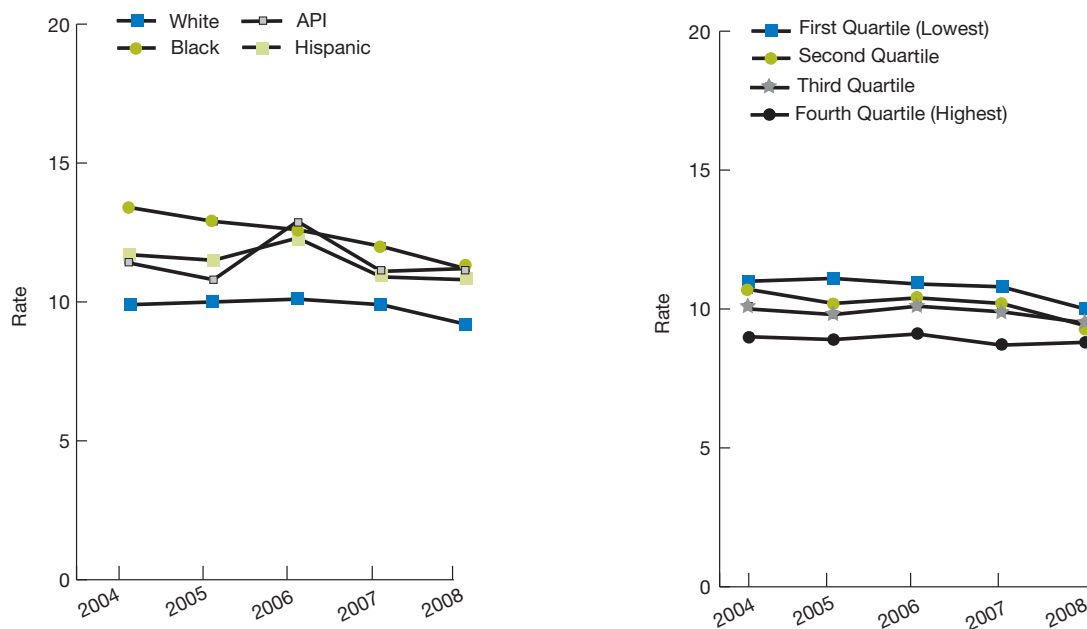 20
White
API
Black
Hispanic
15
10
5
0
Rate
2004
2005
2006
2007
2008
20
First Quartile (Lowest)
Second Quartile
Third Quartile
Fourth Quartile (Highest)
15
10
5
0
Rate
2004
2005
2006
2007
2008